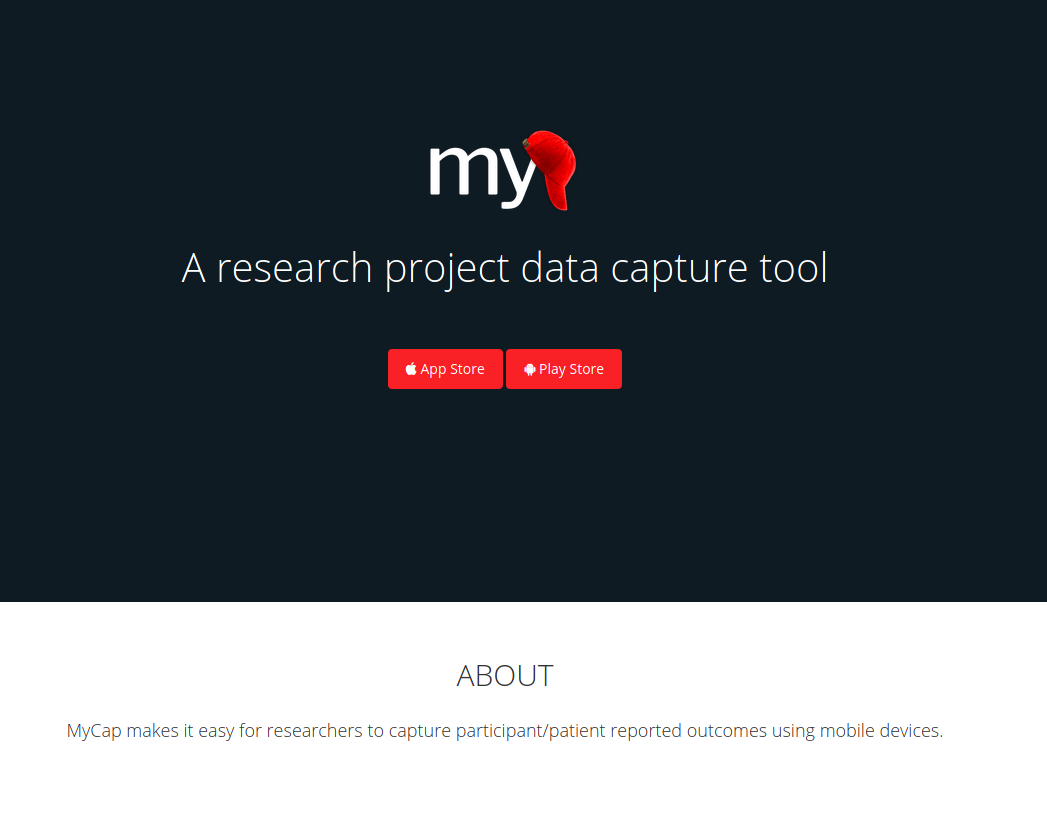 my
A research project data capture tool
App Store
Play Store
ABOUT
MyCap makes it easy for researchers to capture participant/patient reported outcomes using mobile devices.